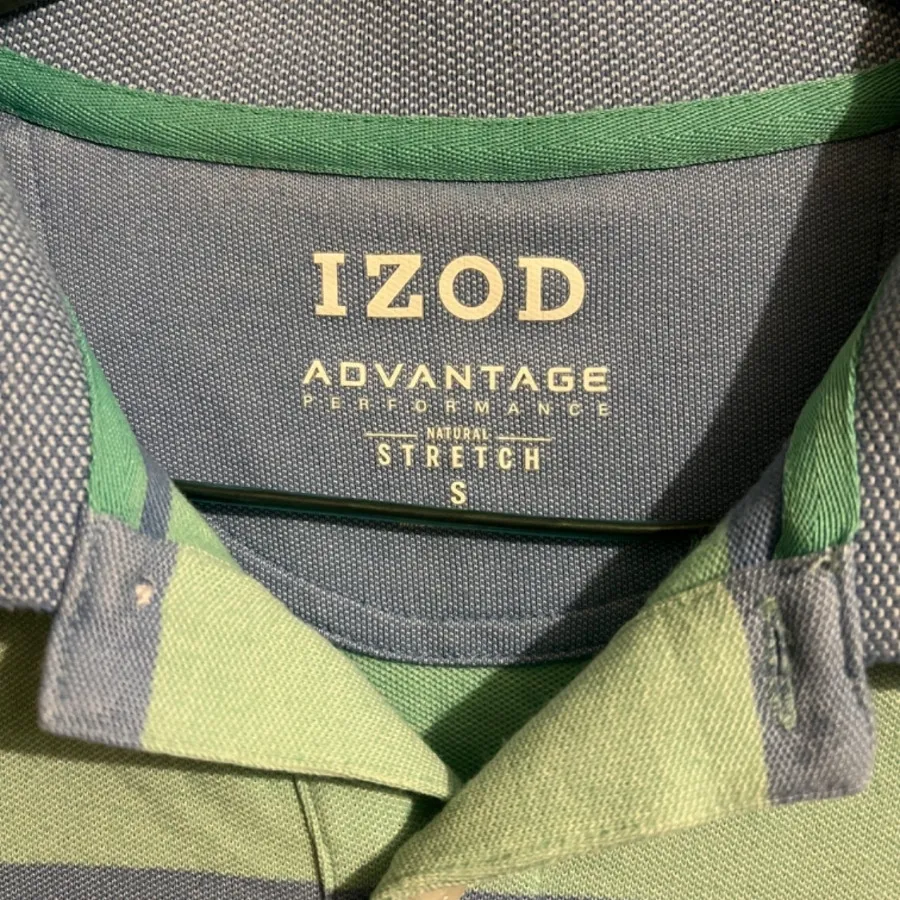 IZOD
ADVANTAGE
PERFORMANCE
NATURAL
STRETCH
S